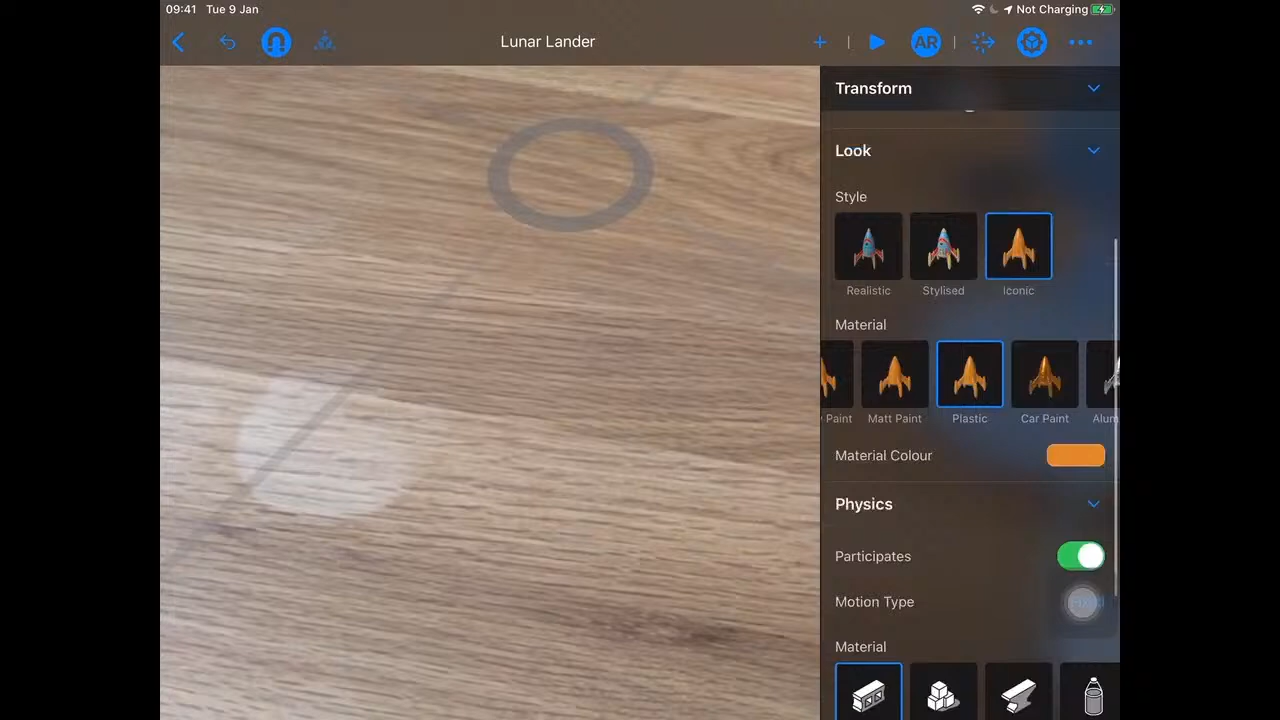 09:41 Tue 9 Jan Not Charging
Lunar Lander
AR
Transform
Look
Style
Realistic Stylised Iconic
Material
Paint Matt Paint Plastic Car Paint Alum
Material Colour
Physics
Participates
Motion Type
Material